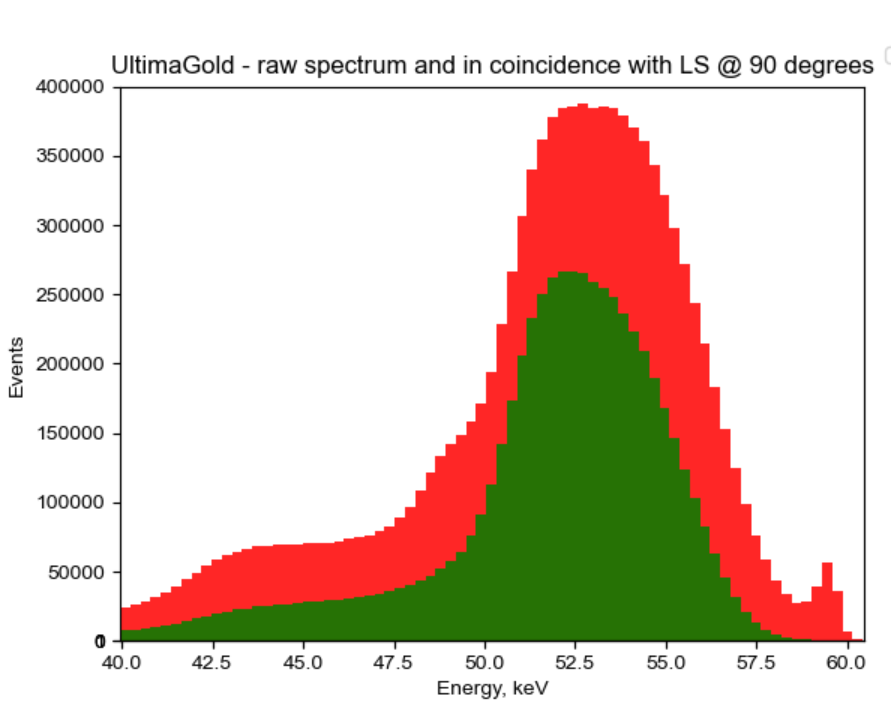 UltimaGold - raw spectrum and in coincidence with LS @ 90 degrees
400000
350000
300000
250000
200000
150000
100000
50000
0
Events
40.0 42.5 45.0 47.5 50.0 52.5 55.0 57.5 60.0
Energy, keV